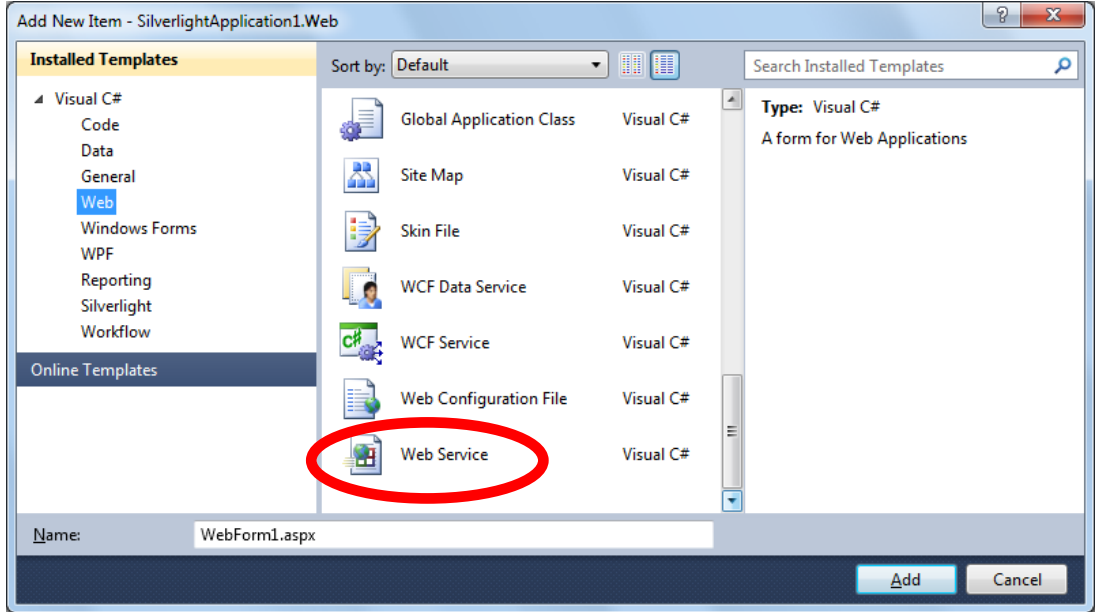 Add New Item - SilverlightApplication1.Web
Installed Templates
Visual C#
Code
Data
General
Web
Windows Forms
WPF
Reporting
Silverlight
Workflow
Online Templates
Sort by: Default
Global Application Class Visual C#
Site Map Visual C#
Skin File Visual C#
WCF Data Service Visual C#
C# WCF Service Visual C#
Web Configuration File Visual C#
Web Service Visual C#
Search Installed Templates
Type: Visual C#
A form for Web Applications
Name: WebForm1.aspx
Add Cancel